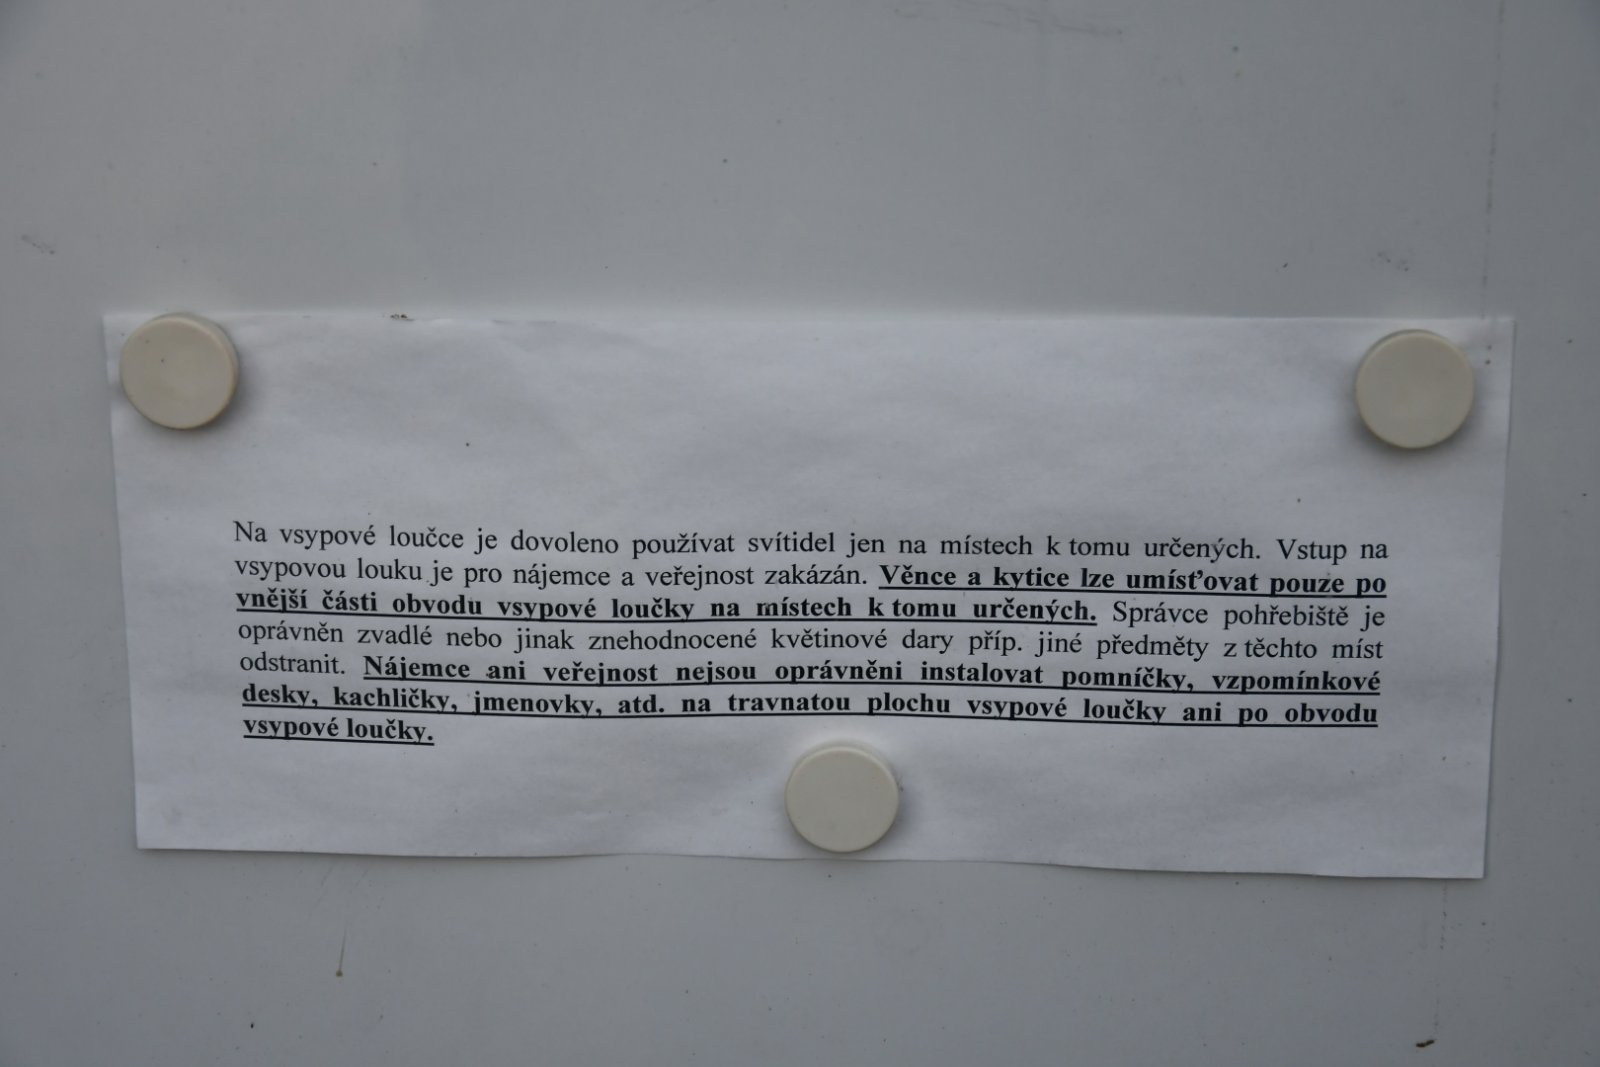 Na vsypové loučce je dovoleno používat svítidel jen na místech k tomu určených. Vstup na
vsypovou louku je pro nájemce a veřejnost zakázán. Věnce a kytice lze umísťovat pouze po
vnější části obvodu vsypové loučky na místech k tomu určených. Správce pohřebiště je
oprávněn zvadlé nebo jinak znehodnocené květinové dary příp. jiné předměty z těchto míst
odstranit. Nájemce ani veřejnost nejsou oprávněni instalovat pomníčky, vzpomínkové
desky, kachličky, jmenovky, atd. na travnatou plochu vsypové loučky ani po obvodu
vsypové loučky.